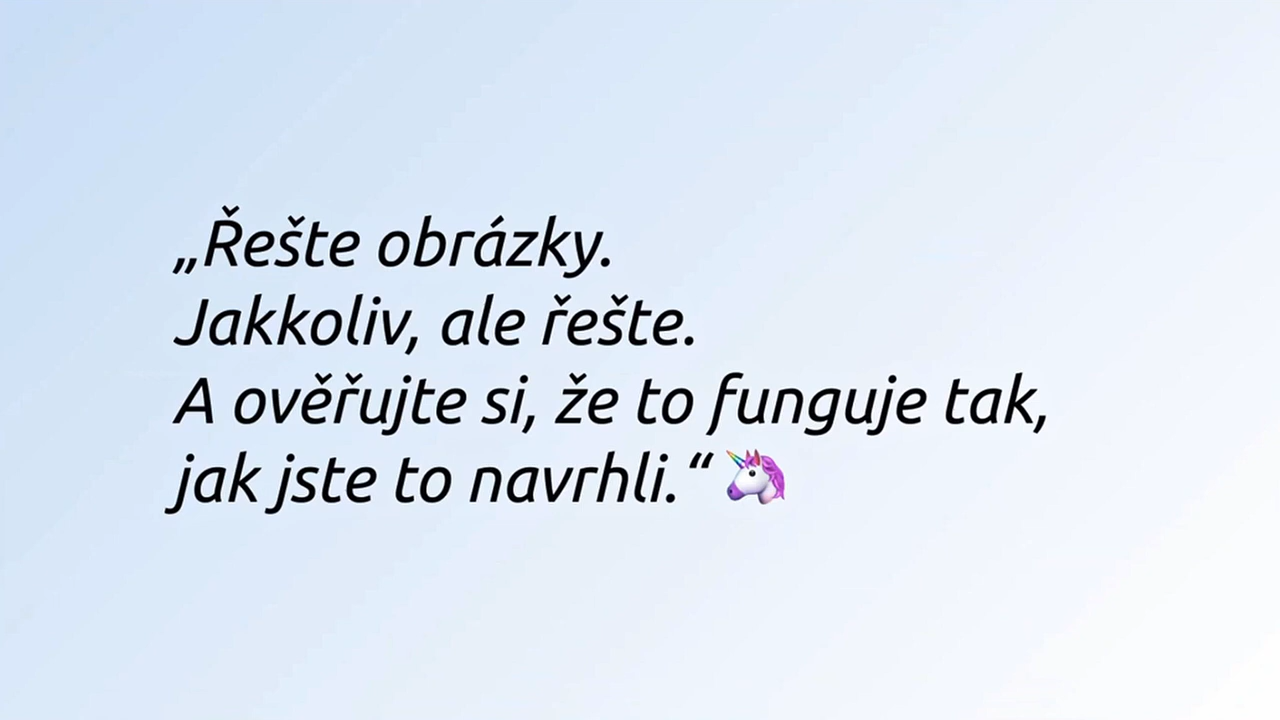 „Řešte obrázky.
Jakkoliv, ale řešte.
A ověřujte si, že to funguje tak,
jak jste to navrhli.“ 🦄